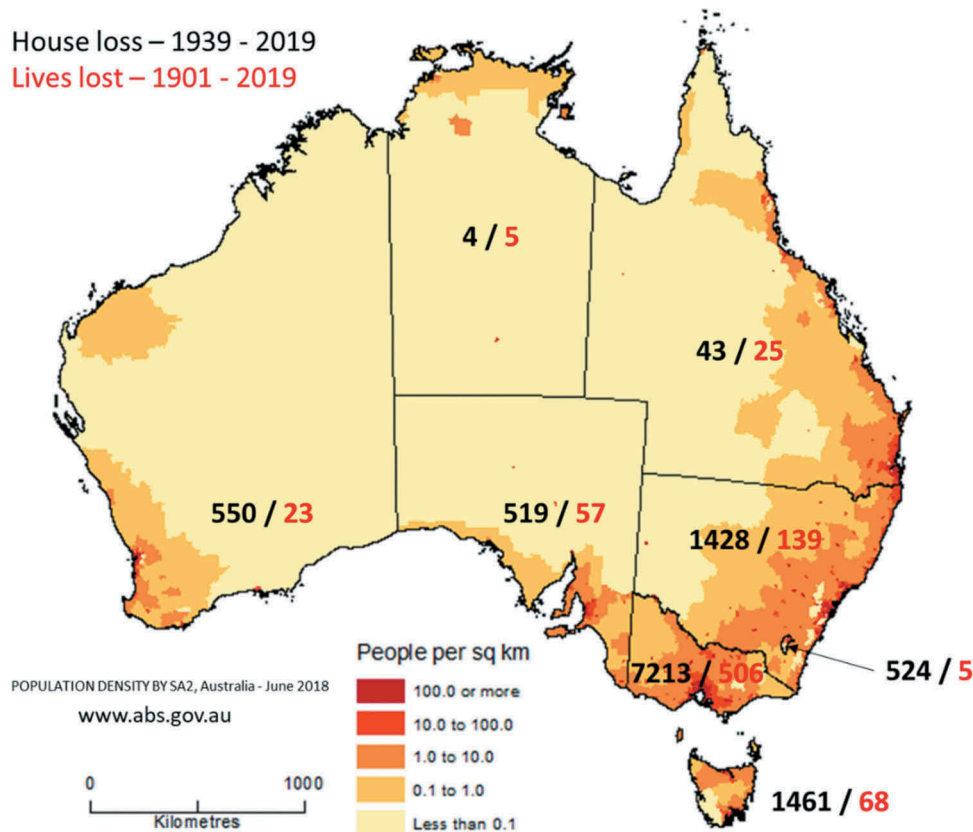 House loss – 1939 - 2019
Lives lost – 1901 - 2019
4 / 5
43 / 25
550 / 23
519 / 57
1428 / 139
7213 / 506
524 / 5
1461 / 68
People per sq km
100.0 or more
10.0 to 100.0
1.0 to 10.0
0.1 to 1.0
Less than 0.1
POPULATION DENSITY BY SA2, Australia - June 2018
www.abs.gov.au
0 1000
Kilometres